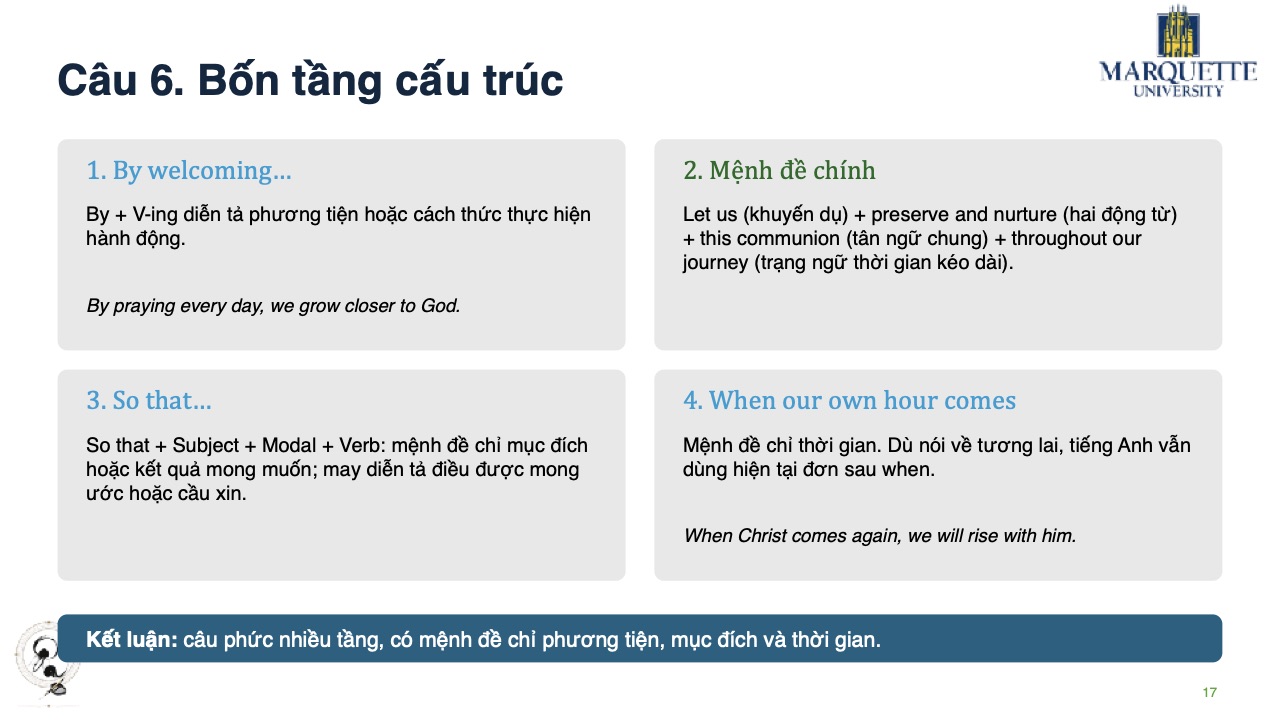 MARQUETTE
UNIVERSITY
Câu 6. Bốn tầng cấu trúc
1. By welcoming…
By + V-ing diễn tả phương tiện hoặc cách thức thực hiện
hành động.
By praying every day, we grow closer to God.
2. Mệnh đề chính
Let us (khuyến dụ) + preserve and nurture (hai động từ)
+ this communion (tân ngữ chung) + throughout our
journey (trạng ngữ thời gian kéo dài).
3. So that…
So that + Subject + Modal + Verb: mệnh đề chỉ mục đích
hoặc kết quả mong muốn; may diễn tả điều được mong
ước hoặc cầu xin.
4. When our own hour comes
Mệnh đề chỉ thời gian. Dù nói về tương lai, tiếng Anh vẫn
dùng hiện tại đơn sau when.
When Christ comes again, we will rise with him.
Kết luận: câu phức nhiều tầng, có mệnh đề chỉ phương tiện, mục đích và thời gian.
17